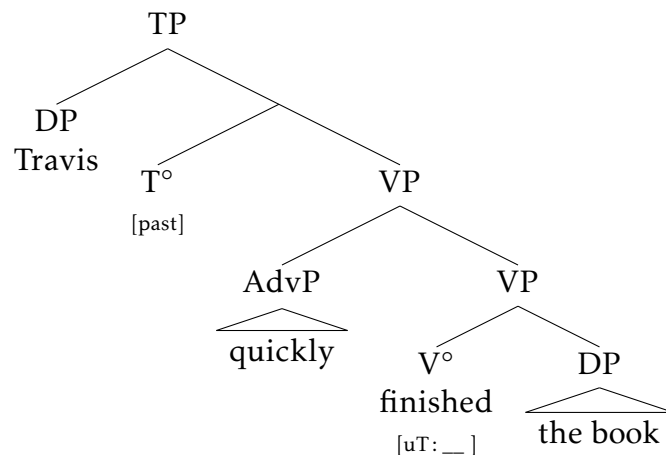 TP
DP
Travis
T°
[past]
VP
AdvP
quickly
VP
V°
finished
[uT: __ ]
DP
the book